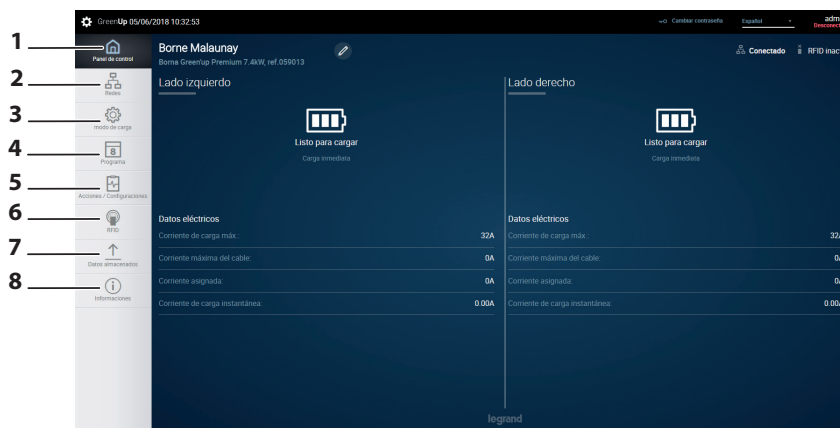 GreenUp 05/06/2018 10:32:53
Cambiar contraseña
Español
adm
Desconect
1
Panel de control
Borne Malaunay
Borna Green'up Premium 7.4kW, ref.059013
Conectado
RFID inac
2
Redes
3
modo de carga
4
8
Programa
5
Acciones / Configuraciones
6
RFID
7
Datos almacenados
8
Informaciones
Lado izquierdo
Listo para cargar
Carga inmediata
Datos eléctricos
Corriente de carga máx.: 32A
Corriente máxima del cable: 0A
Corriente asignada: 0A
Corriente de carga instantánea: 0.00A
Lado derecho
Listo para cargar
Carga inmediata
Datos eléctricos
Corriente de carga máx.: 32A
Corriente máxima del cable: 0A
Corriente asignada: 0A
Corriente de carga instantánea: 0.00A
legrand